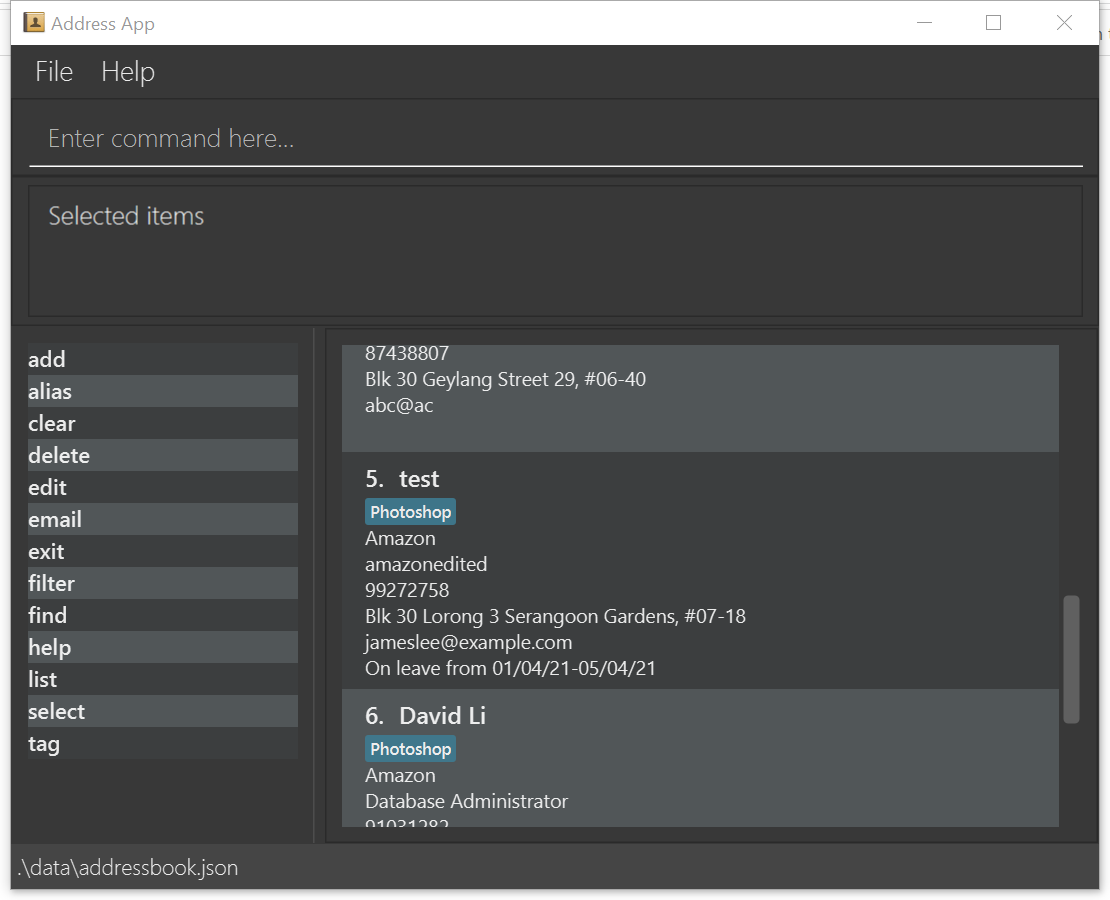 Address App
File Help
Enter command here...
Selected items
add
alias
clear
delete
edit
email
exit
filter
find
help
list
select
tag
87438807
Blk 30 Geylang Street 29, #06-40
abc@ac
5. test
Photoshop
Amazon
amazonedited
99272758
Blk 30 Lorong 3 Serangoon Gardens, #07-18
jameslee@example.com
On leave from 01/04/21-05/04/21
6. David Li
Photoshop
Amazon
Database Administrator
.\data\addressbook.json